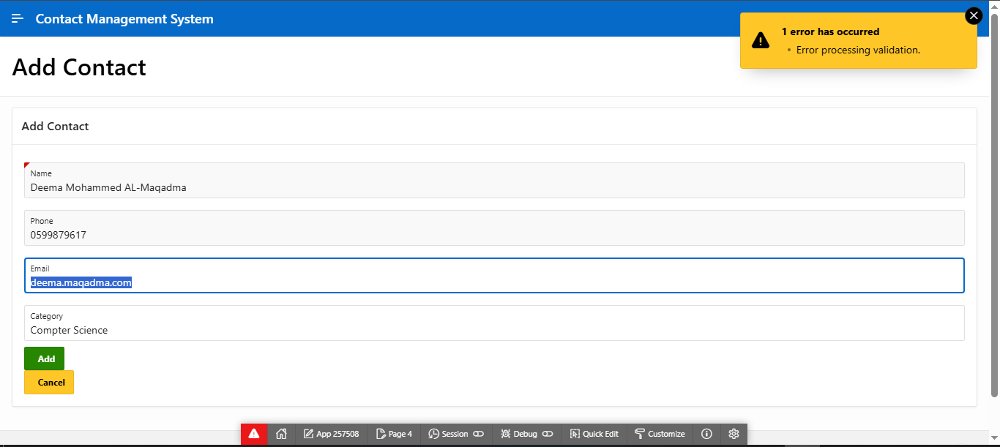 Contact Management System
1 error has occurred
• Error processing validation.
Add Contact
Add Contact
Name
Deema Mohammed AL-Maqadma
Phone
0599879617
Email
deema.maqadma.com
Category
Compter Science
Add
Cancel
App 257508 Page 4 Session Debug Quick Edit Customize